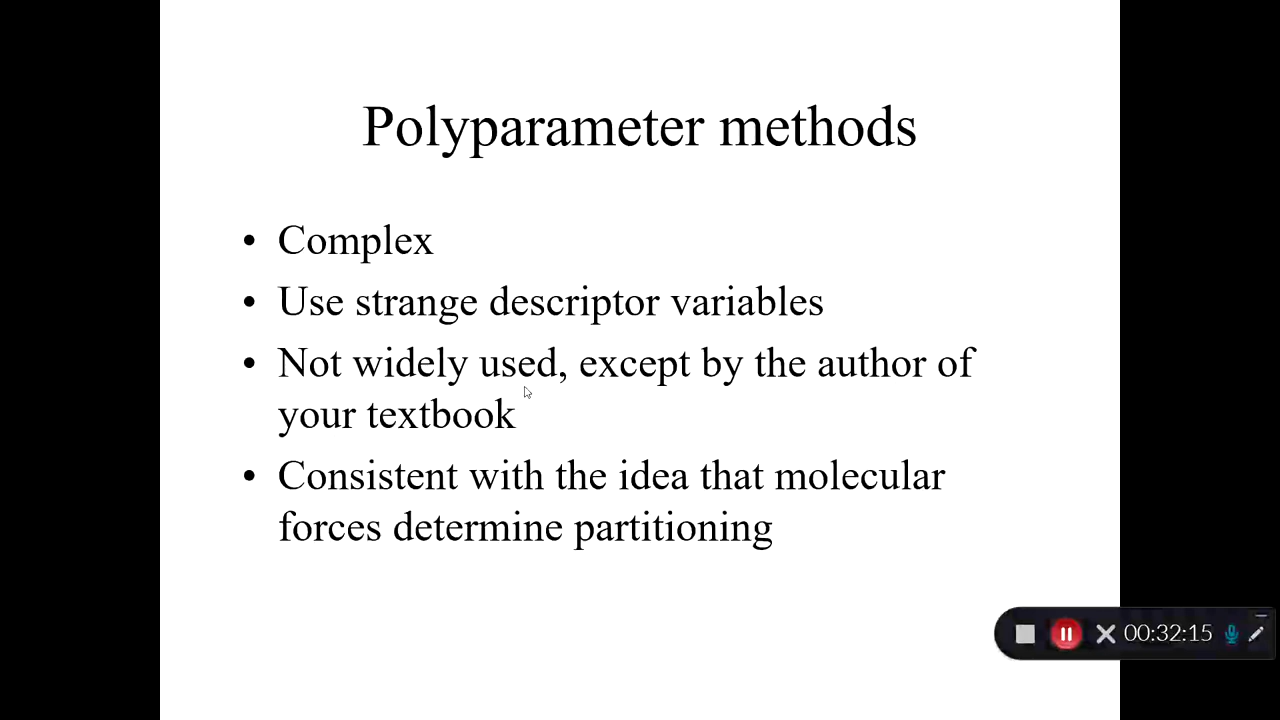 Polyparameter methods
• Complex
• Use strange descriptor variables
• Not widely used, except by the author of
your textbook
• Consistent with the idea that molecular
forces determine partitioning
00:32:15